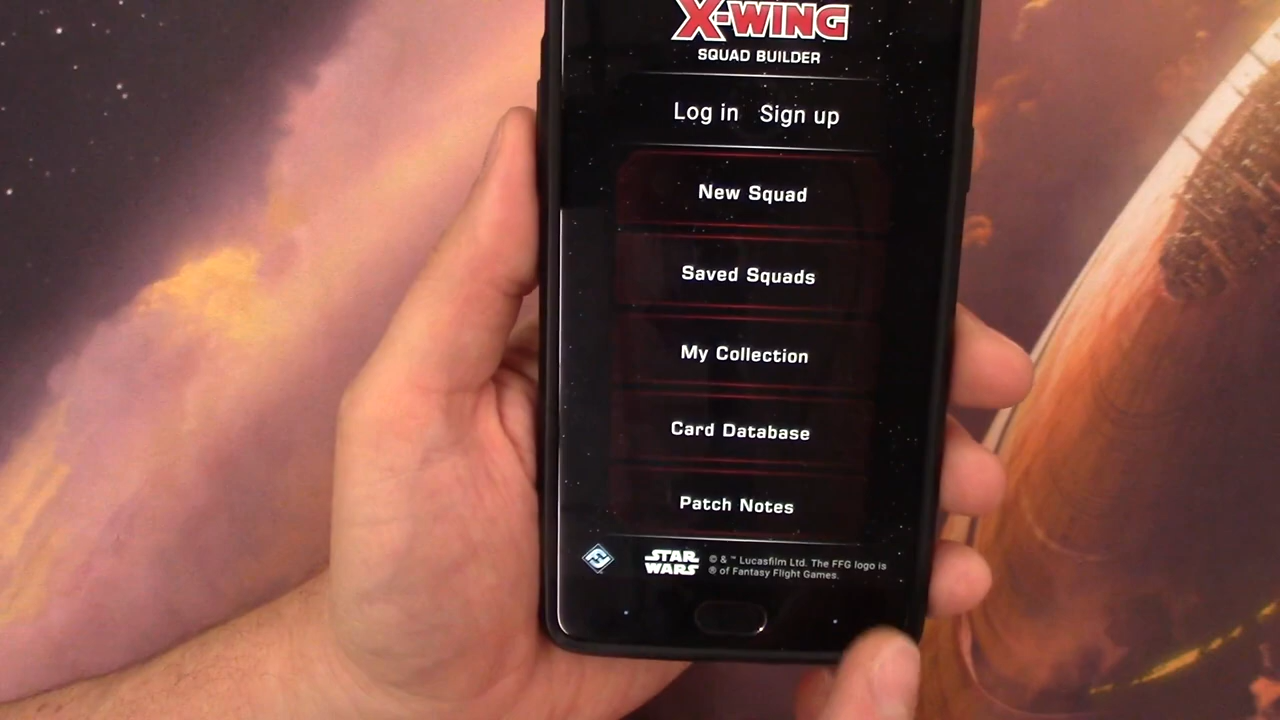 X-WING
SQUAD BUILDER
Log in Sign up
New Squad
Saved Squads
My Collection
Card Database
Patch Notes
STAR
WARS
© & ™ Lucasfilm Ltd. The FFG logo is
® of Fantasy Flight Games.